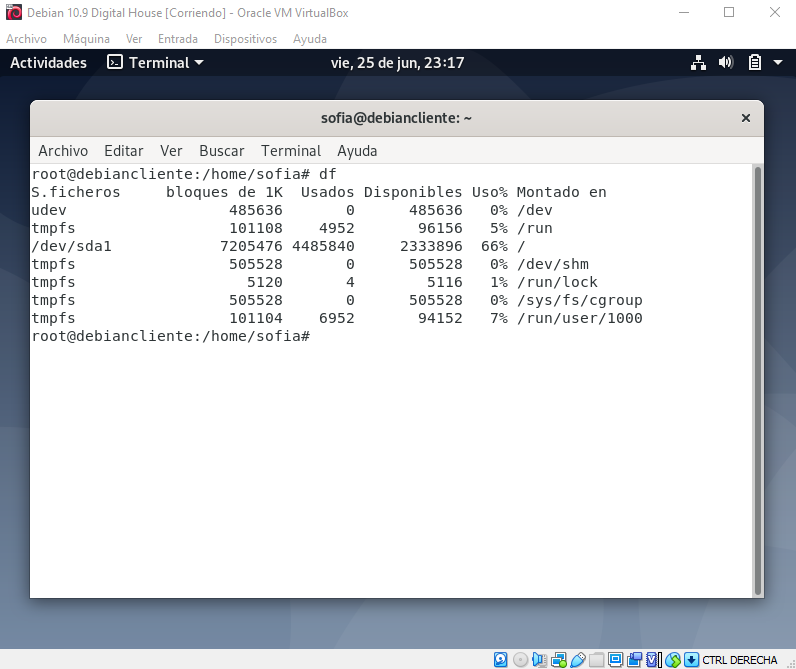 Debian 10.9 Digital House [Corriendo] - Oracle VM VirtualBox
Archivo Máquina Ver Entrada Dispositivos Ayuda
Actividades Terminal vie, 25 de jun, 23:17
sofia@debiancliente: ~
Archivo Editar Ver Buscar Terminal Ayuda
root@debiancliente:/home/sofia# df
S.ficheros     bloques de 1K  Usados Disponibles Uso% Montado en
udev                  485636       0      485636   0% /dev
tmpfs                 101108    4952       96156   5% /run
/dev/sda1            7205476 4485840     2333896  66% /
tmpfs                 505528       0      505528   0% /dev/shm
tmpfs                   5120       4        5116   1% /run/lock
tmpfs                 505528       0      505528   0% /sys/fs/cgroup
tmpfs                 101104    6952       94152   7% /run/user/1000
root@debiancliente:/home/sofia#
CTRL DERECHA